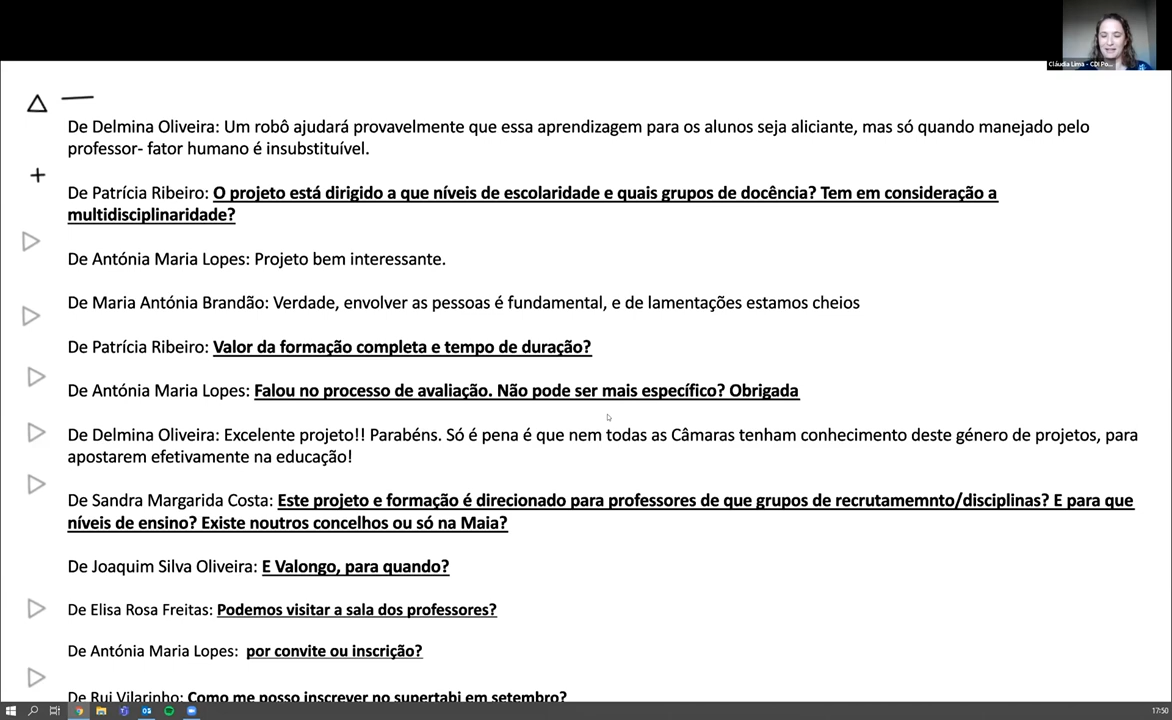 Cláudia Lima - CDI Po...
De Delmina Oliveira: Um robô ajudará provavelmente que essa aprendizagem para os alunos seja aliciante, mas só quando manejado pelo
professor- fator humano é insubstituível.
De Patrícia Ribeiro: O projeto está dirigido a que níveis de escolaridade e quais grupos de docência? Tem em consideração a
multidisciplinaridade?
De Antónia Maria Lopes: Projeto bem interessante.
De Maria Antónia Brandão: Verdade, envolver as pessoas é fundamental, e de lamentações estamos cheios
De Patrícia Ribeiro: Valor da formação completa e tempo de duração?
De Antónia Maria Lopes: Falou no processo de avaliação. Não pode ser mais específico? Obrigada
De Delmina Oliveira: Excelente projeto!! Parabéns. Só é pena é que nem todas as Câmaras tenham conhecimento deste género de projetos, para
apostarem efetivamente na educação!
De Sandra Margarida Costa: Este projeto e formação é direcionado para professores de que grupos de recrutamemnto/disciplinas? E para que
níveis de ensino? Existe noutros concelhos ou só na Maia?
De Joaquim Silva Oliveira: E Valongo, para quando?
De Elisa Rosa Freitas: Podemos visitar a sala dos professores?
De Antónia Maria Lopes: por convite ou inscrição?
De Rui Vilarinho: Como me posso inscrever no supertabi em setembro?
17:50